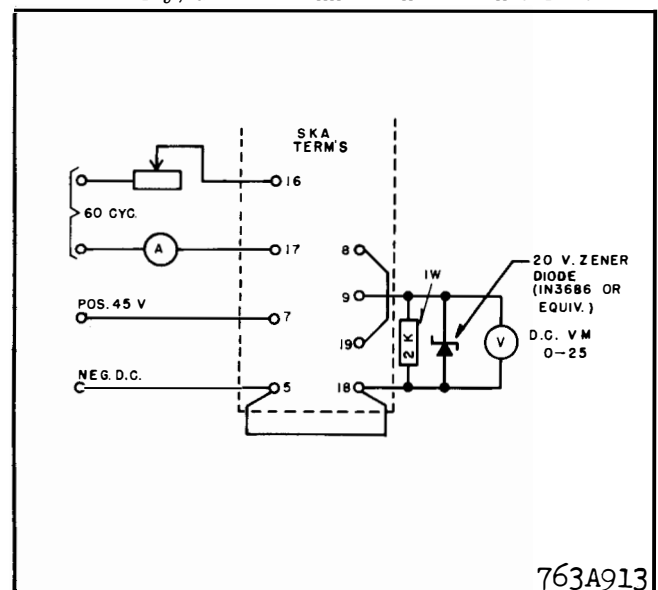 SKA
TERM'S
16
60 CYC.
A
17
8
20 V. ZENER
DIODE
(IN3686 OR
EQUIV.)
1W
9
POS. 45 V
7
2 K
V
D.C. VM
0-25
19
NEG. D.C.
5
18
763A913